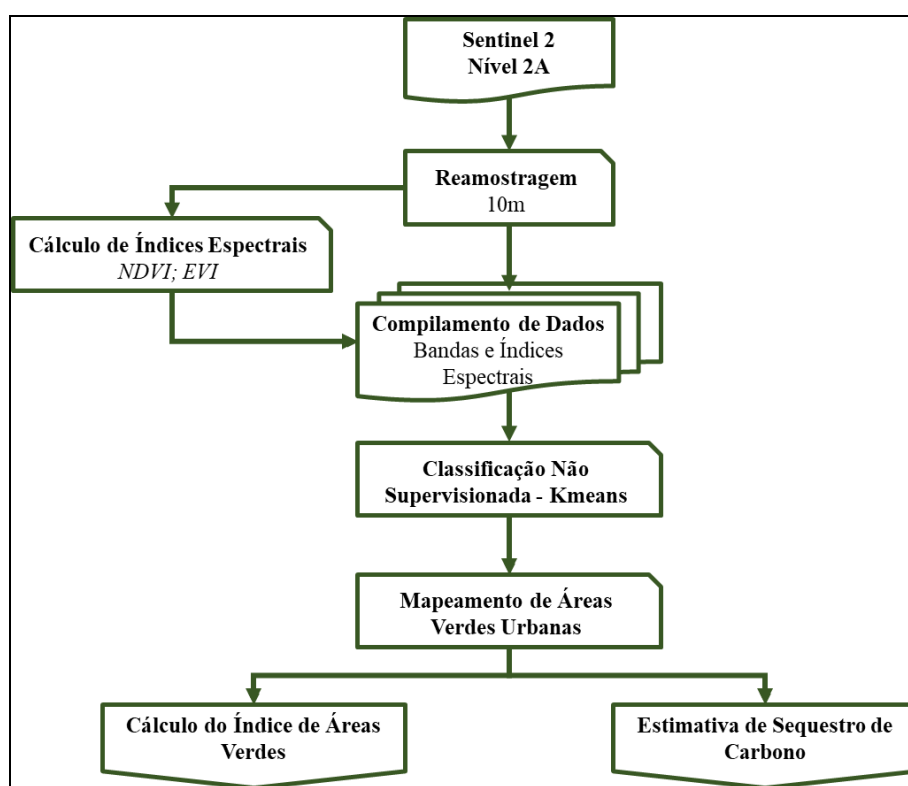 Sentinel 2
Nível 2A
Reamostragem
10m
Cálculo de Índices Espectrais
NDVI; EVI
Compilamento de Dados
Bandas e Índices
Espectrais
Classificação Não
Supervisionada - Kmeans
Mapeamento de Áreas
Verdes Urbanas
Cálculo do Índice de Áreas
Verdes
Estimativa de Sequestro de
Carbono